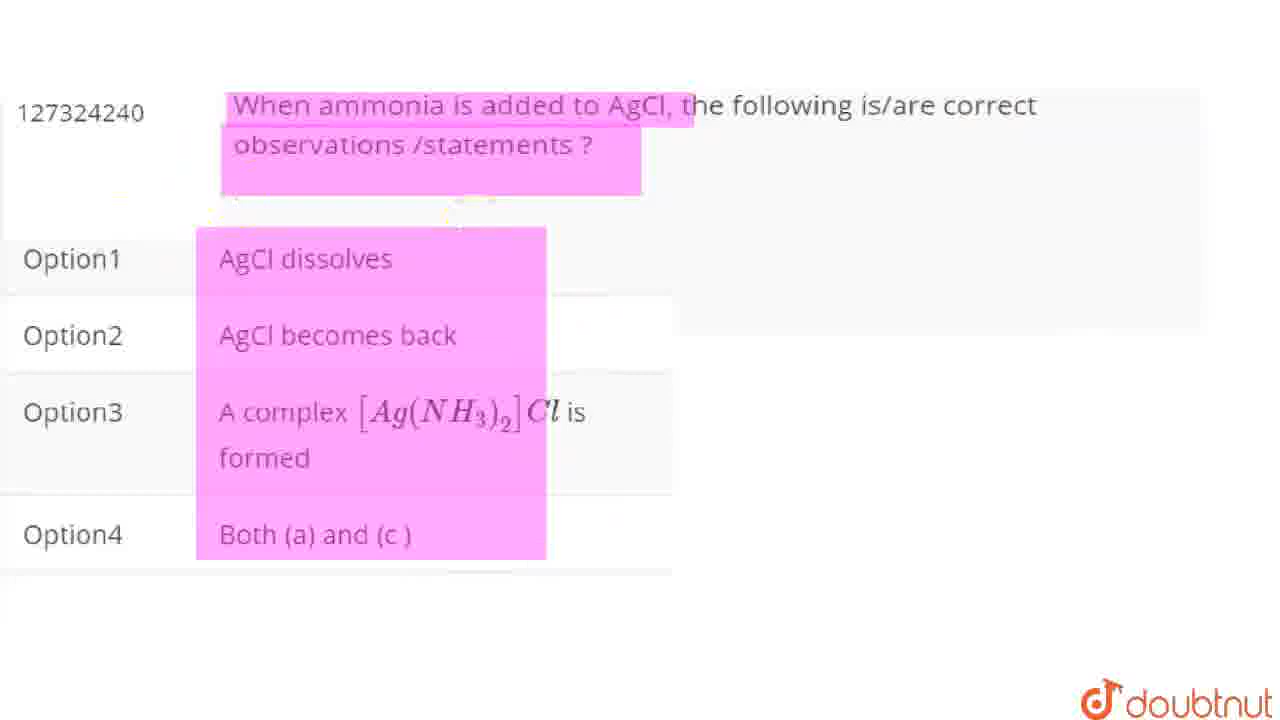 127324240
When ammonia is added to AgCl, the following is/are correct
observations /statements ?
Option1 AgCl dissolves
Option2 AgCl becomes back
Option3 A complex [Ag(NH₃)₂]Cl is
formed
Option4 Both (a) and (c )
doubtnut